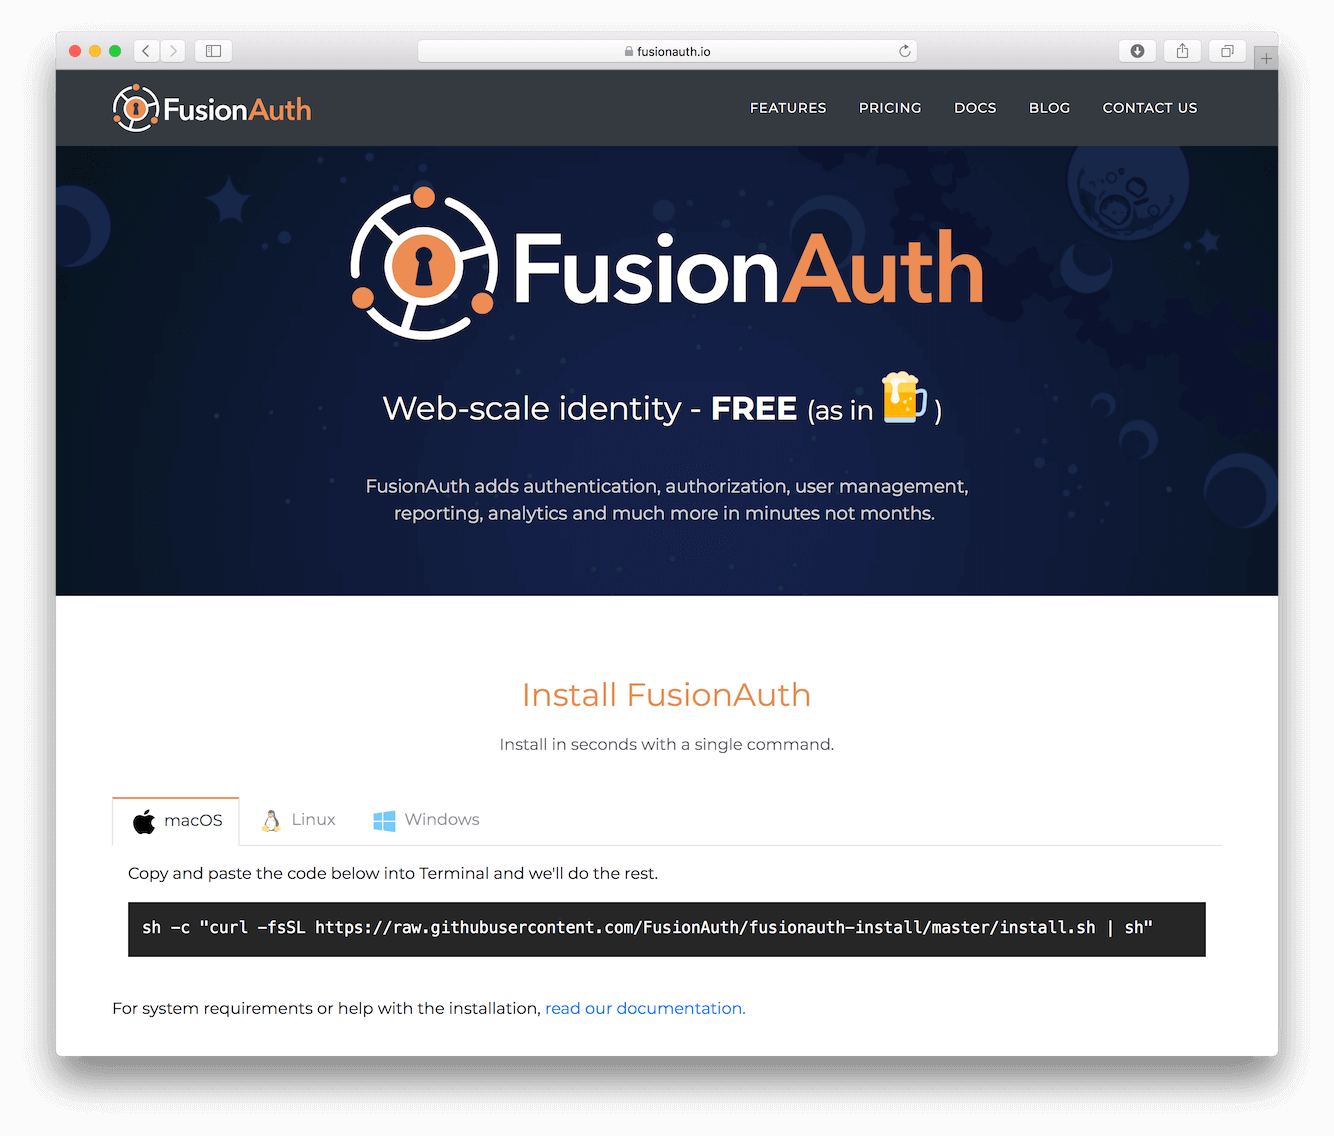 fusionauth.io
FusionAuth
FEATURES PRICING DOCS BLOG CONTACT US
FusionAuth
Web-scale identity - FREE (as in )
FusionAuth adds authentication, authorization, user management,
reporting, analytics and much more in minutes not months.
Install FusionAuth
Install in seconds with a single command.
macOS Linux Windows
Copy and paste the code below into Terminal and we'll do the rest.
sh -c "curl -fsSL https://raw.githubusercontent.com/FusionAuth/fusionauth-install/master/install.sh | sh"
For system requirements or help with the installation, read our documentation.